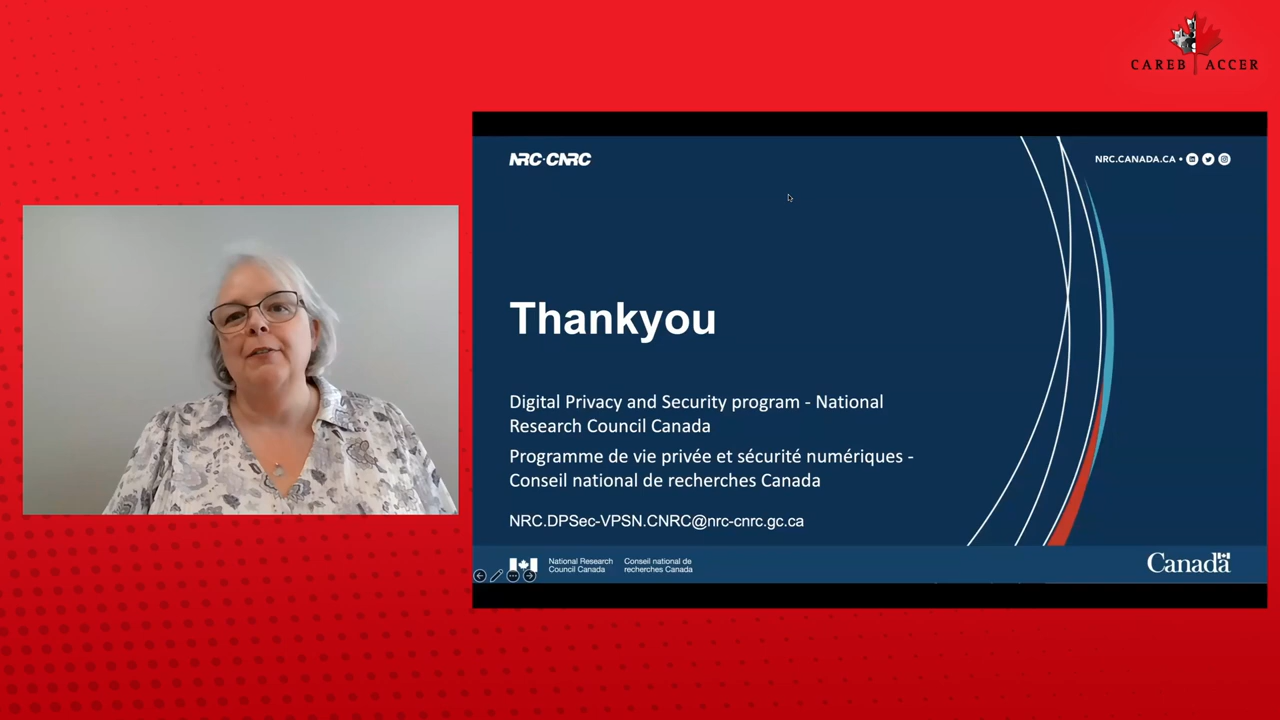 CAREB ACCER
NRC·CNRC
NRC.CANADA.CA •
Thankyou
Digital Privacy and Security program - National
Research Council Canada
Programme de vie privée et sécurité numériques -
Conseil national de recherches Canada
NRC.DPSec-VPSN.CNRC@nrc-cnrc.gc.ca
National Research
Council Canada
Conseil national de
recherches Canada
Canada